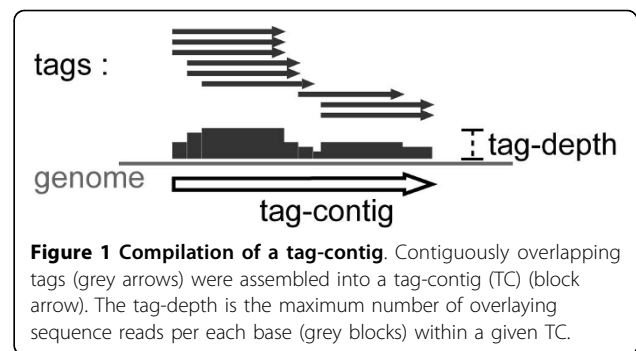 tags :
tag-depth
genome
tag-contig
Figure 1 Compilation of a tag-contig. Contiguously overlapping
tags (grey arrows) were assembled into a tag-contig (TC) (block
arrow). The tag-depth is the maximum number of overlaying
sequence reads per each base (grey blocks) within a given TC.